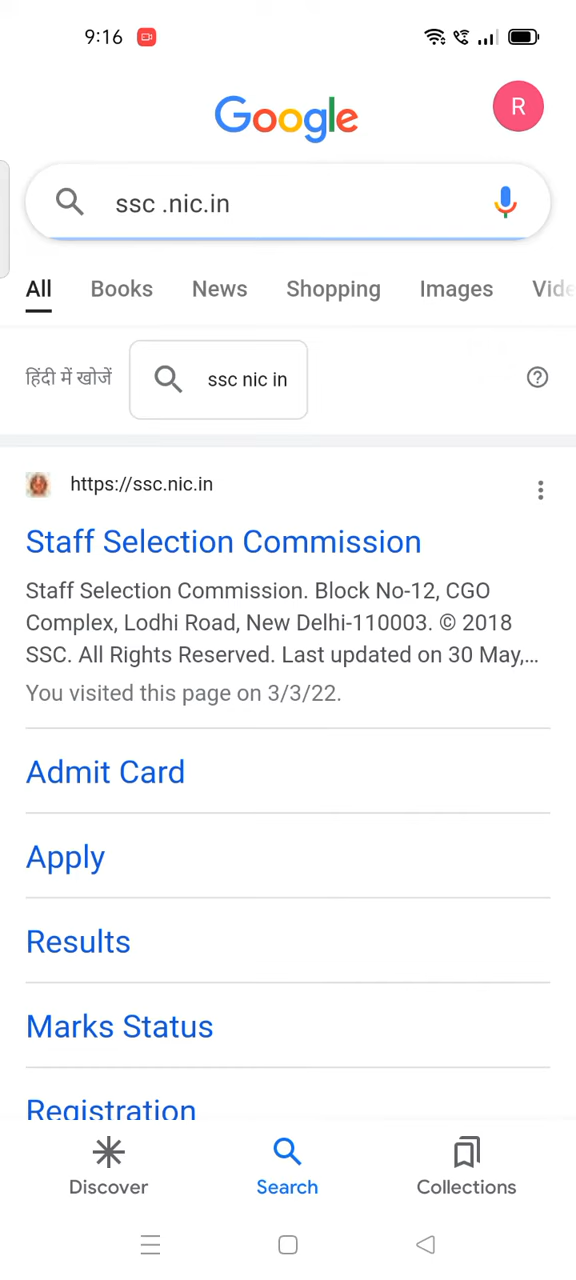 9:16
Google
R
ssc .nic.in
All Books News Shopping Images Vide
हिंदी में खोजें ssc nic in
https://ssc.nic.in
Staff Selection Commission
Staff Selection Commission. Block No-12, CGO
Complex, Lodhi Road, New Delhi-110003. © 2018
SSC. All Rights Reserved. Last updated on 30 May,...
You visited this page on 3/3/22.
Admit Card
Apply
Results
Marks Status
Registration
Discover Search Collections